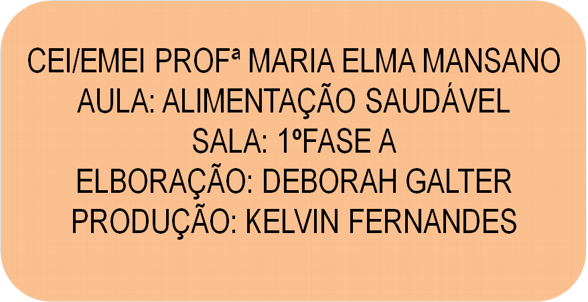 CEI/EMEI PROFª MARIA ELMA MANSANO
AULA: ALIMENTAÇÃO SAUDÁVEL
SALA: 1ºFASE A
ELBORAÇÃO: DEBORAH GALTER
PRODUÇÃO: KELVIN FERNANDES